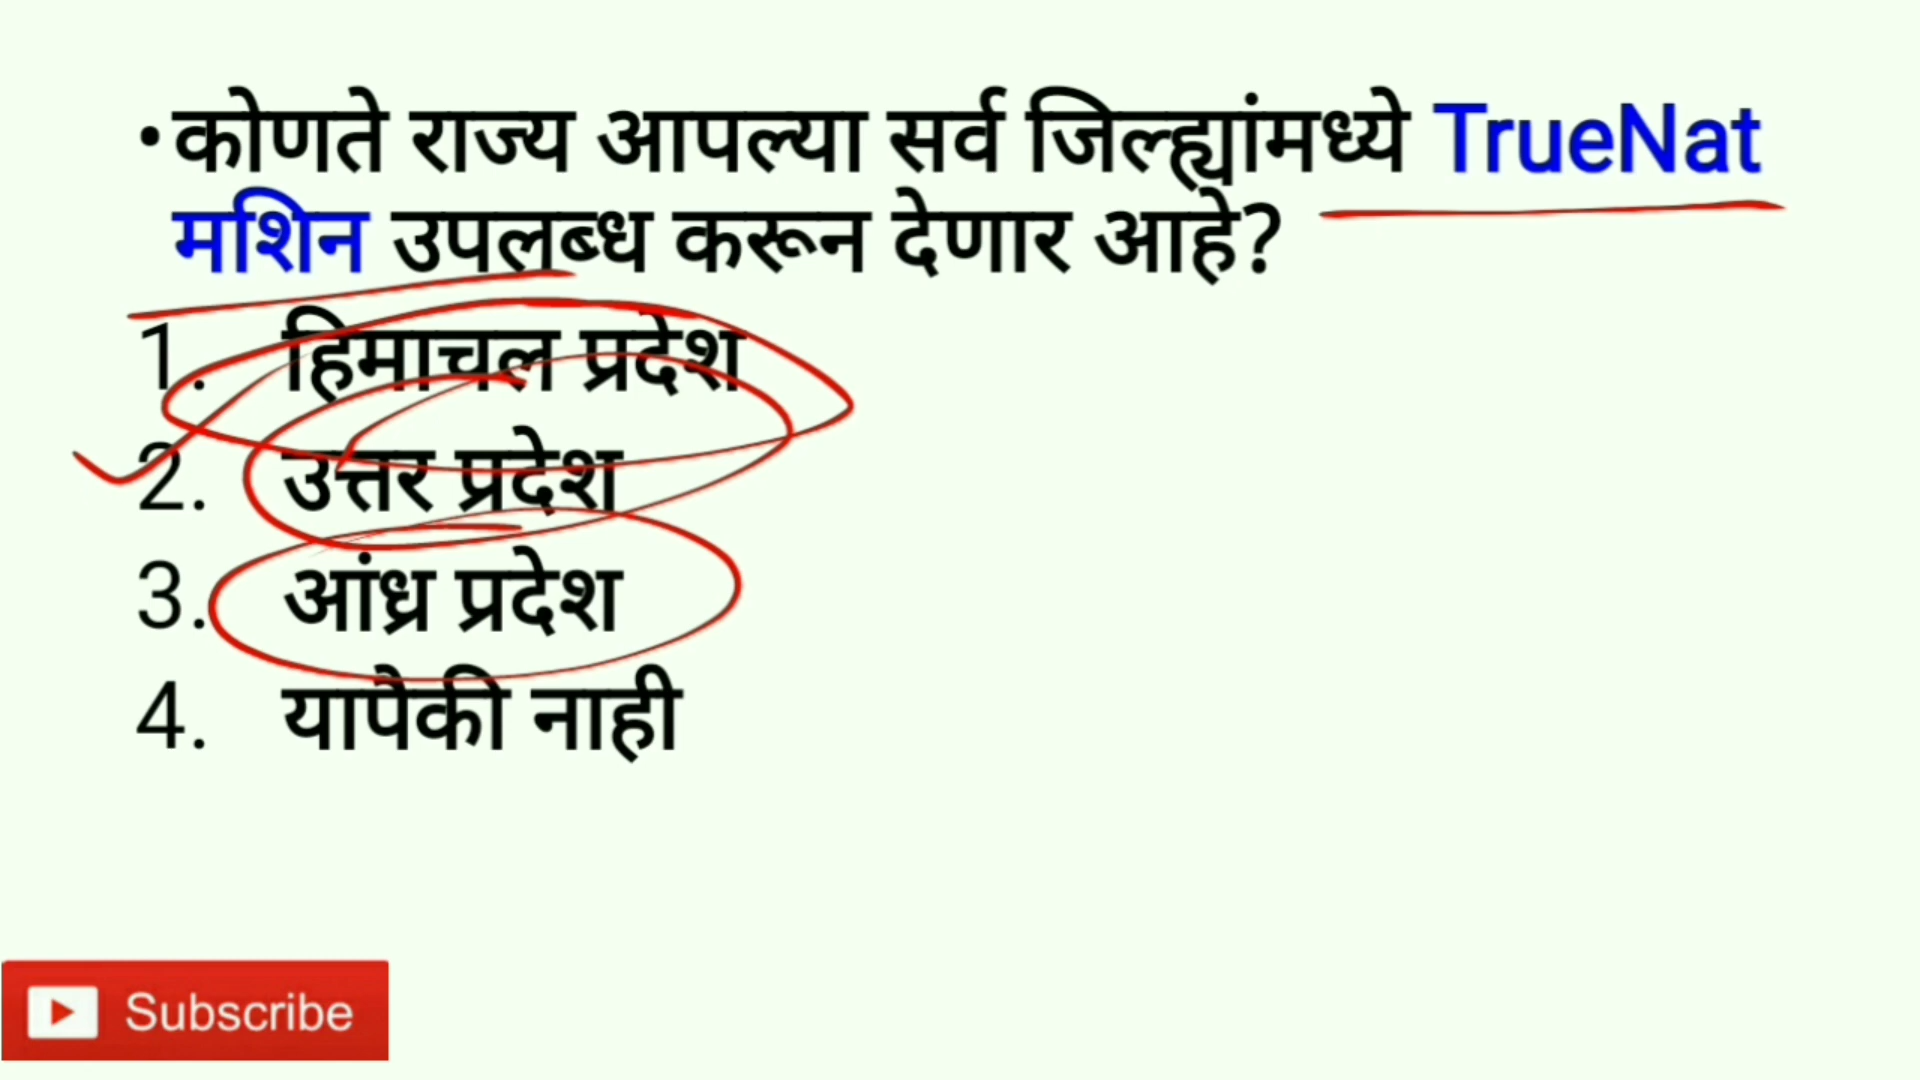 •कोणते राज्य आपल्या सर्व जिल्ह्यांमध्ये TrueNat
मशिन उपलब्ध करून देणार आहे?
1. हिमाचल प्रदेश
2. उत्तर प्रदेश
3. आंध्र प्रदेश
4. यापैकी नाही
Subscribe